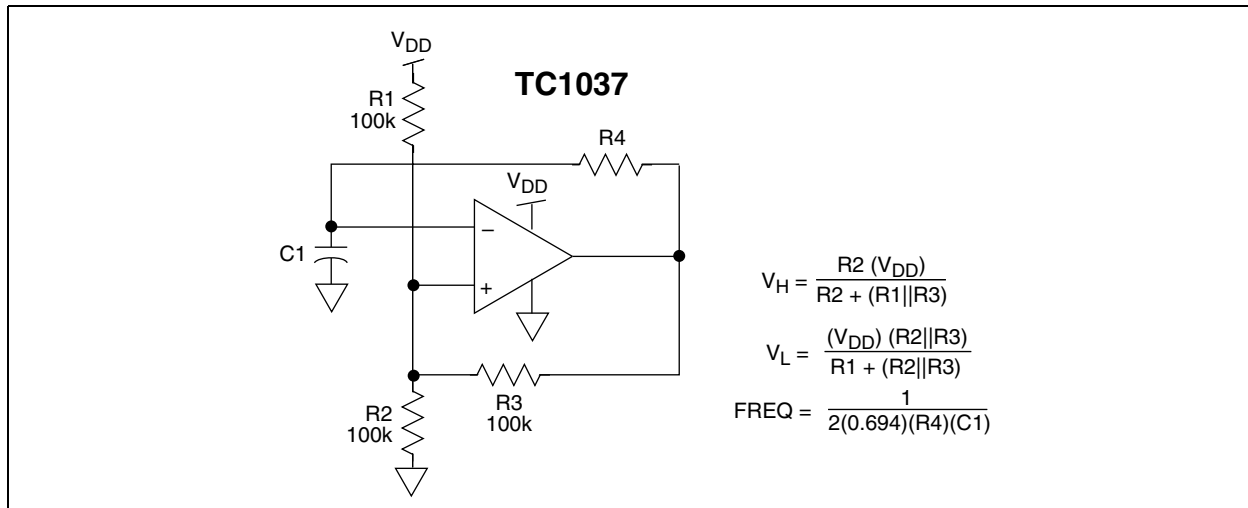 VDD
R1
100k
TC1037
R4
VDD
C1
−
+
R3
100k
R2
100k
VH = R2 (VDD) / R2 + (R1||R3)
VL = (VDD) (R2||R3) / R1 + (R2||R3)
FREQ = 1 / 2(0.694)(R4)(C1)